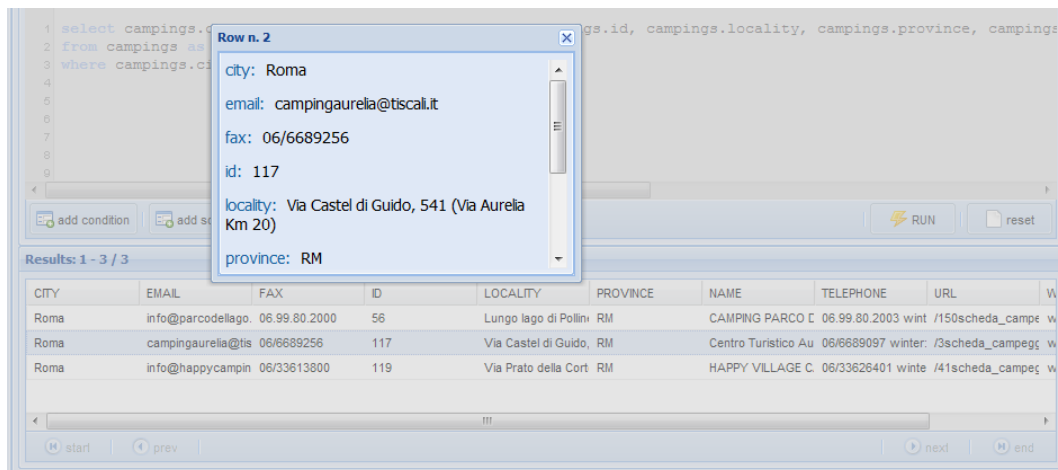 1 select campings.c gs.id, campings.locality, campings.province, campings
2 from campings as
3 where campings.ci
4
5
6
7
8
9
Row n. 2
city: Roma
email: campingaurelia@tiscali.it
fax: 06/6689256
id: 117
locality: Via Castel di Guido, 541 (Via Aurelia
Km 20)
province: RM
add condition add so RUN reset
Results: 1 - 3 / 3
CITY EMAIL FAX ID LOCALITY PROVINCE NAME TELEPHONE URL W
Roma info@parcodellago. 06.99.80.2000 56 Lungo lago di Polline RM CAMPING PARCO D 06.99.80.2003 wint /150scheda_campe w
Roma campingaurelia@tis 06/6689256 117 Via Castel di Guido, RM Centro Turistico Au 06/6689097 winter: /3scheda_campegg w
Roma info@happycampin 06/33613800 119 Via Prato della Cort RM HAPPY VILLAGE C. 06/33626401 winte /41scheda_campeg w
start prev next end